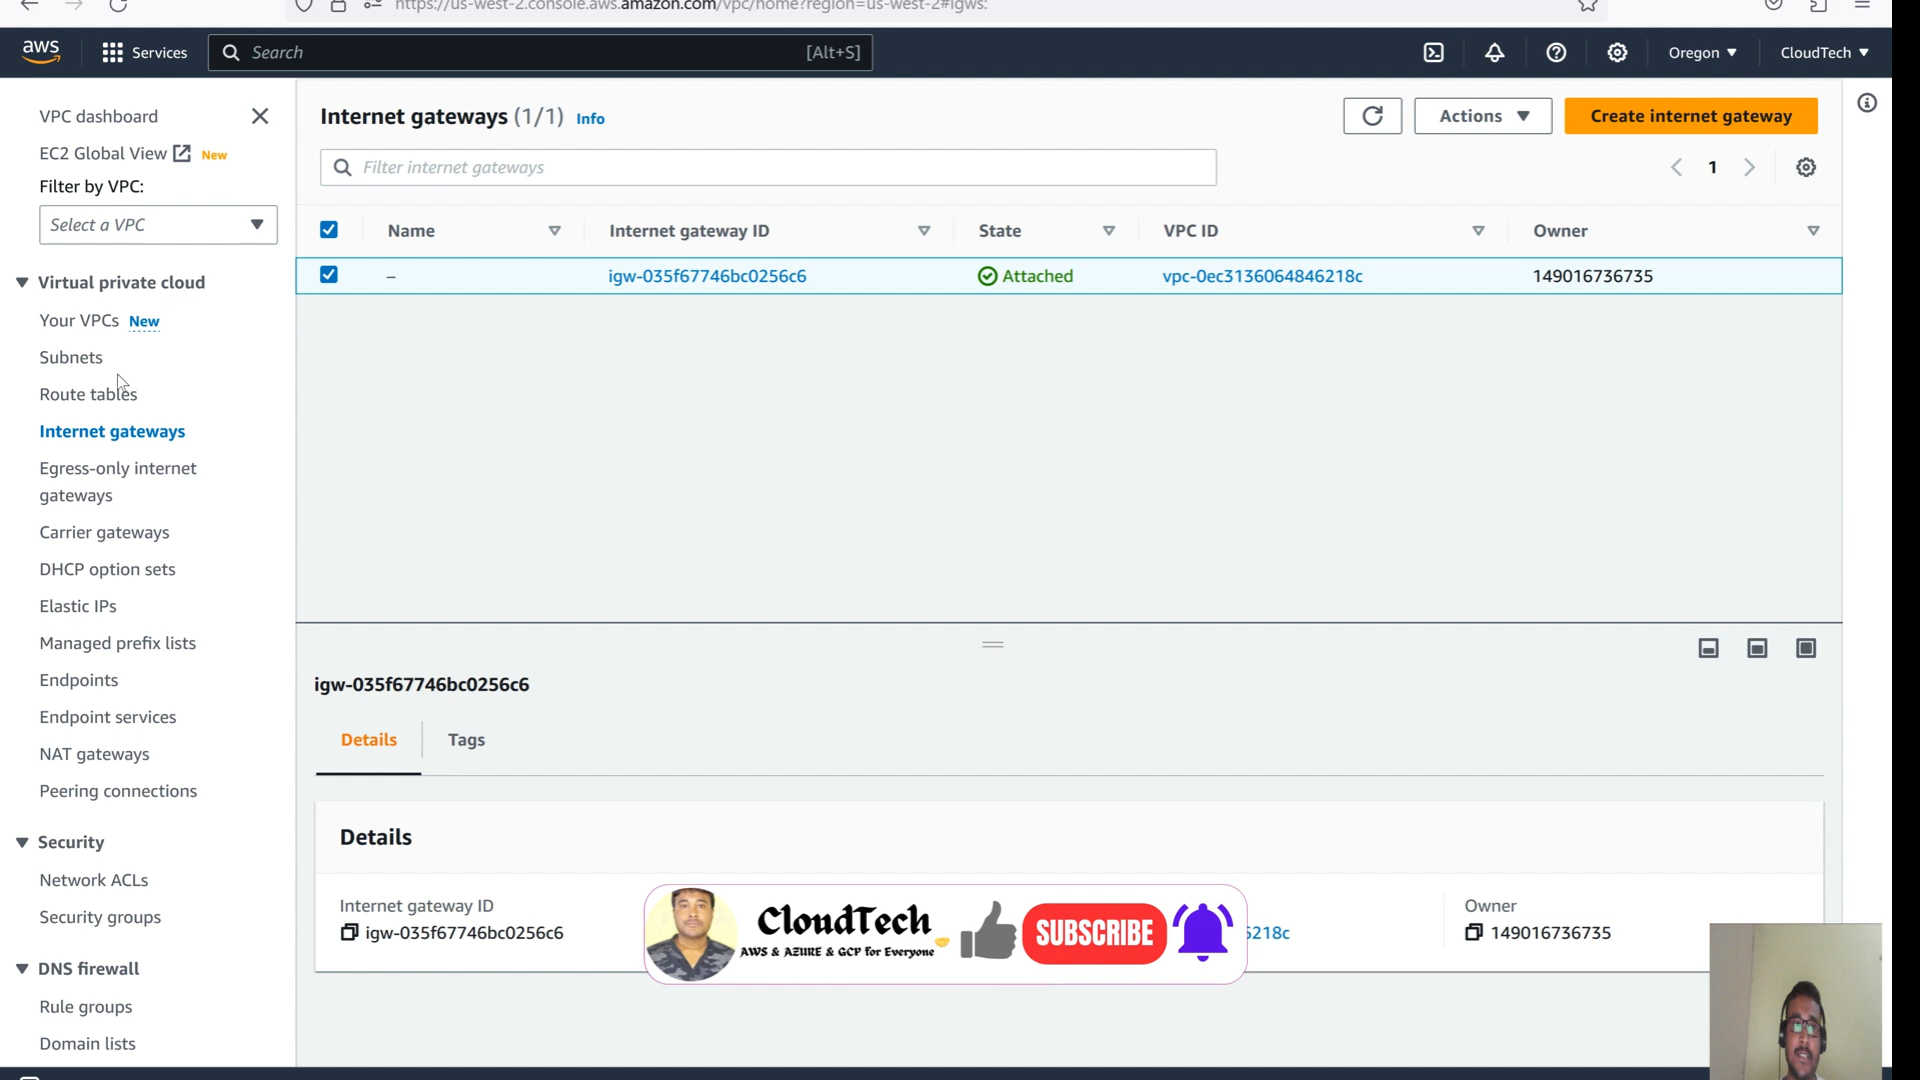 https://us-west-2.console.aws.amazon.com/vpc/home?region=us-west-2#igws:
aws
Services
Search
[Alt+S]
Oregon
CloudTech
VPC dashboard
EC2 Global View New
Filter by VPC:
Select a VPC
Virtual private cloud
Your VPCs New
Subnets
Route tables
Internet gateways
Egress-only internet
gateways
Carrier gateways
DHCP option sets
Elastic IPs
Managed prefix lists
Endpoints
Endpoint services
NAT gateways
Peering connections
Security
Network ACLs
Security groups
DNS firewall
Rule groups
Domain lists
Internet gateways (1/1) Info
Actions
Create internet gateway
Filter internet gateways
1
Name Internet gateway ID State VPC ID Owner
– igw-035f67746bc0256c6 Attached vpc-0ec3136064846218c 149016736735
igw-035f67746bc0256c6
Details Tags
Details
Internet gateway ID
igw-035f67746bc0256c6
5218c
Owner
149016736735
CloudTech
AWS & AZURE & GCP for Everyone
SUBSCRIBE